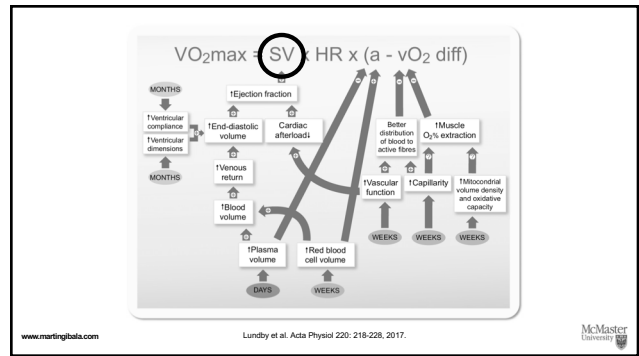 VO2max = SV x HR x (a - vO2 diff)
MONTHS
↑Ventricular
compliance
↑Ventricular
dimensions
MONTHS
↑Ejection fraction
↑End-diastolic
volume
Cardiac
afterload↓
↑Venous
return
↑Blood
volume
↑Plasma
volume
DAYS
↑Red blood
cell volume
WEEKS
Better
distribution
of blood to
active fibres
↑Muscle
O2% extraction
↑Vascular
function
↑Capillarity
↑Mitocondrial
volume density
and oxidative
capacity
WEEKS
WEEKS
WEEKS
www.martingibala.com
Lundby et al. Acta Physiol 220: 218-228, 2017.
McMaster
University